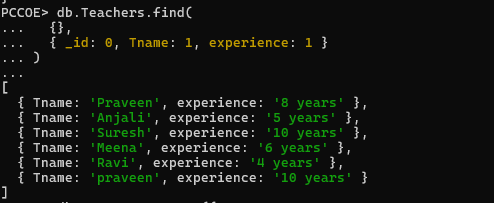 PCCOE> db.Teachers.find(
...   {},
...   { _id: 0, Tname: 1, experience: 1 }
... )
...
[
  { Tname: 'Praveen', experience: '8 years' },
  { Tname: 'Anjali', experience: '5 years' },
  { Tname: 'Suresh', experience: '10 years' },
  { Tname: 'Meena', experience: '6 years' },
  { Tname: 'Ravi', experience: '4 years' },
  { Tname: 'praveen', experience: '10 years' }
]